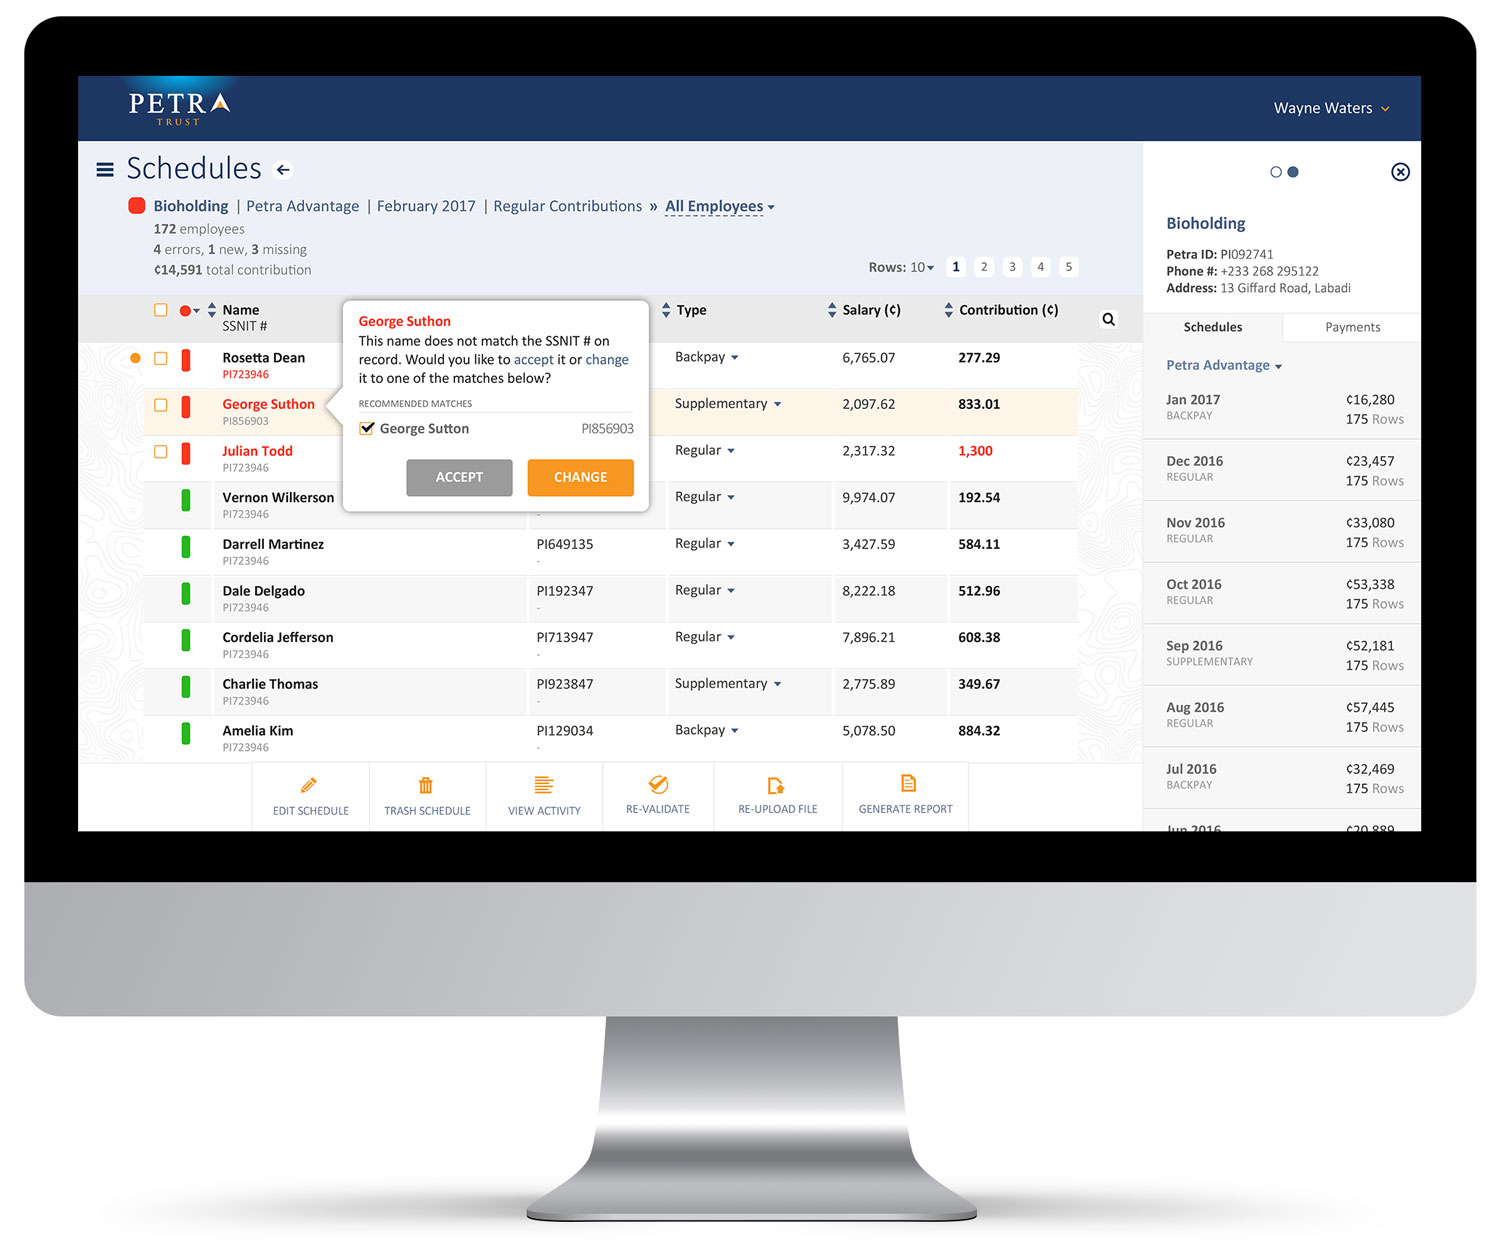 PETRA
TRUST
Wayne Waters
Schedules
Bioholding | Petra Advantage | February 2017 | Regular Contributions » All Employees
172 employees
4 errors, 1 new, 3 missing
¢14,591 total contribution
Rows: 10 1 2 3 4 5
Name Type Salary (¢) Contribution (¢)
SSNIT #
Rosetta Dean Backpay 6,765.07 277.29
PI723946
George Suthon Supplementary 2,097.62 833.01
PI856903
Julian Todd Regular 2,317.32 1,300
PI723946
Vernon Wilkerson Regular 9,974.07 192.54
PI723946 -
Darrell Martinez PI649135 Regular 3,427.59 584.11
PI723946 -
Dale Delgado PI192347 Regular 8,222.18 512.96
PI723946 -
Cordelia Jefferson PI713947 Regular 7,896.21 608.38
PI723946 -
Charlie Thomas PI923847 Supplementary 2,775.89 349.67
PI723946 -
Amelia Kim PI129034 Backpay 5,078.50 884.32
PI723946 -
George Suthon
This name does not match the SSNIT # on
record. Would you like to accept it or change
it to one of the matches below?
RECOMMENDED MATCHES
George Sutton PI856903
ACCEPT CHANGE
EDIT SCHEDULE TRASH SCHEDULE VIEW ACTIVITY RE-VALIDATE RE-UPLOAD FILE GENERATE REPORT
Bioholding
Petra ID: PI092741
Phone #: +233 268 295122
Address: 13 Giffard Road, Labadi
Schedules Payments
Petra Advantage
Jan 2017 ¢16,280
BACKPAY 175 Rows
Dec 2016 ¢23,457
REGULAR 175 Rows
Nov 2016 ¢33,080
REGULAR 175 Rows
Oct 2016 ¢53,338
REGULAR 175 Rows
Sep 2016 ¢52,181
SUPPLEMENTARY 175 Rows
Aug 2016 ¢57,445
REGULAR 175 Rows
Jul 2016 ¢32,469
BACKPAY 175 Rows
Jun 2016 ¢20,889